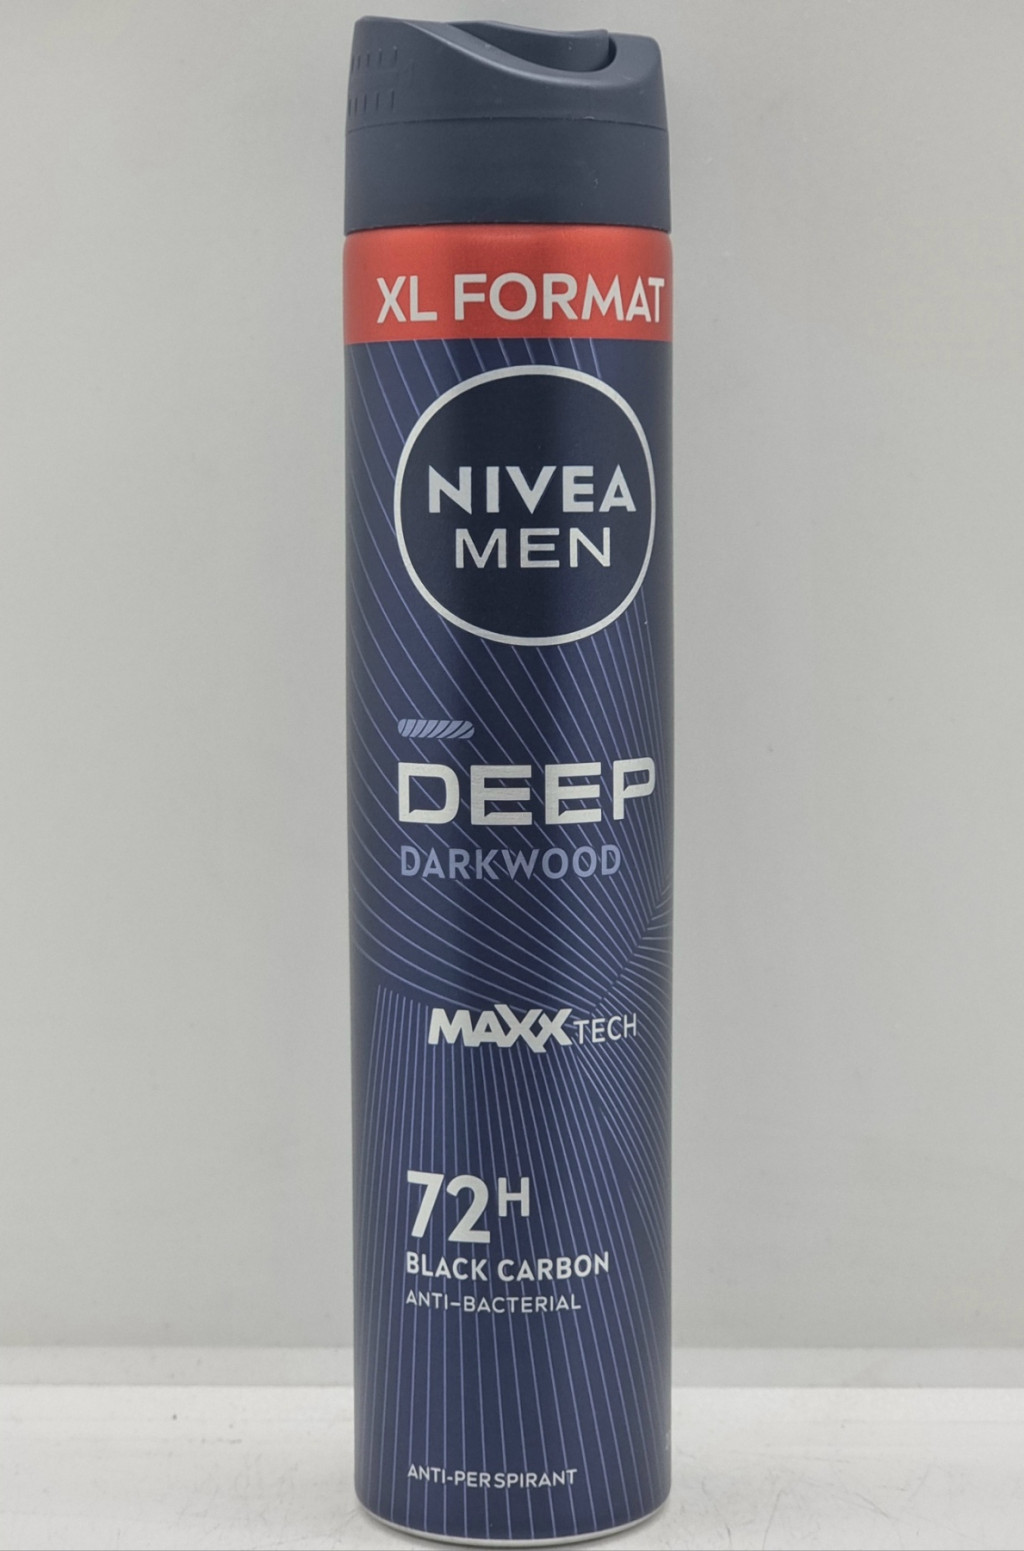 XL FORMAT
NIVEA
MEN
DEEP
DARKWOOD
MAXX TECH
72H
BLACK CARBON
ANTI-BACTERIAL
ANTI-PERSPIRANT